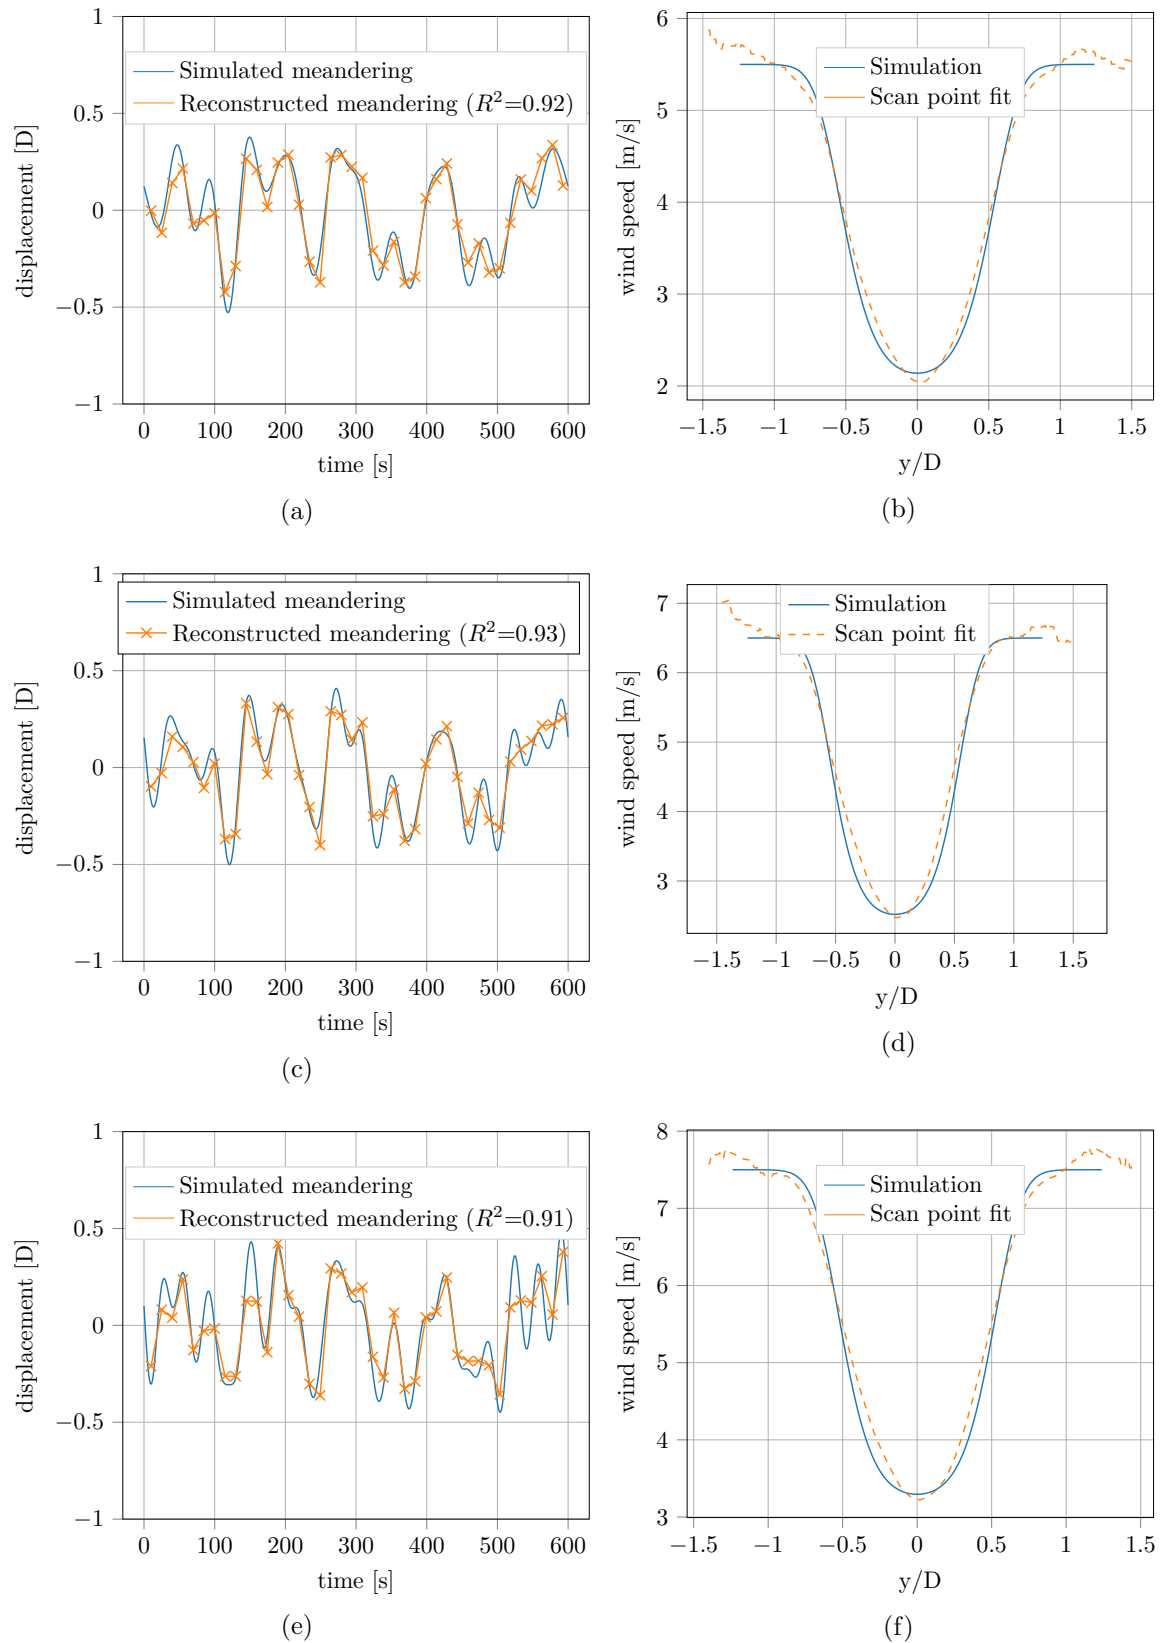 1
0.5
0
−0.5
−1
displacement [D]
Simulated meandering
Reconstructed meandering (R²=0.92)
0 100 200 300 400 500 600
time [s]
(a)
6
5
4
3
2
wind speed [m/s]
Simulation
Scan point fit
−1.5 −1 −0.5 0 0.5 1 1.5
y/D
(b)
1
0.5
0
−0.5
−1
displacement [D]
Simulated meandering
Reconstructed meandering (R²=0.93)
0 100 200 300 400 500 600
time [s]
(c)
7
6
5
4
3
wind speed [m/s]
Simulation
Scan point fit
−1.5 −1 −0.5 0 0.5 1 1.5
y/D
(d)
1
0.5
0
−0.5
−1
displacement [D]
Simulated meandering
Reconstructed meandering (R²=0.91)
0 100 200 300 400 500 600
time [s]
(e)
8
7
6
5
4
3
wind speed [m/s]
Simulation
Scan point fit
−1.5 −1 −0.5 0 0.5 1 1.5
y/D
(f)